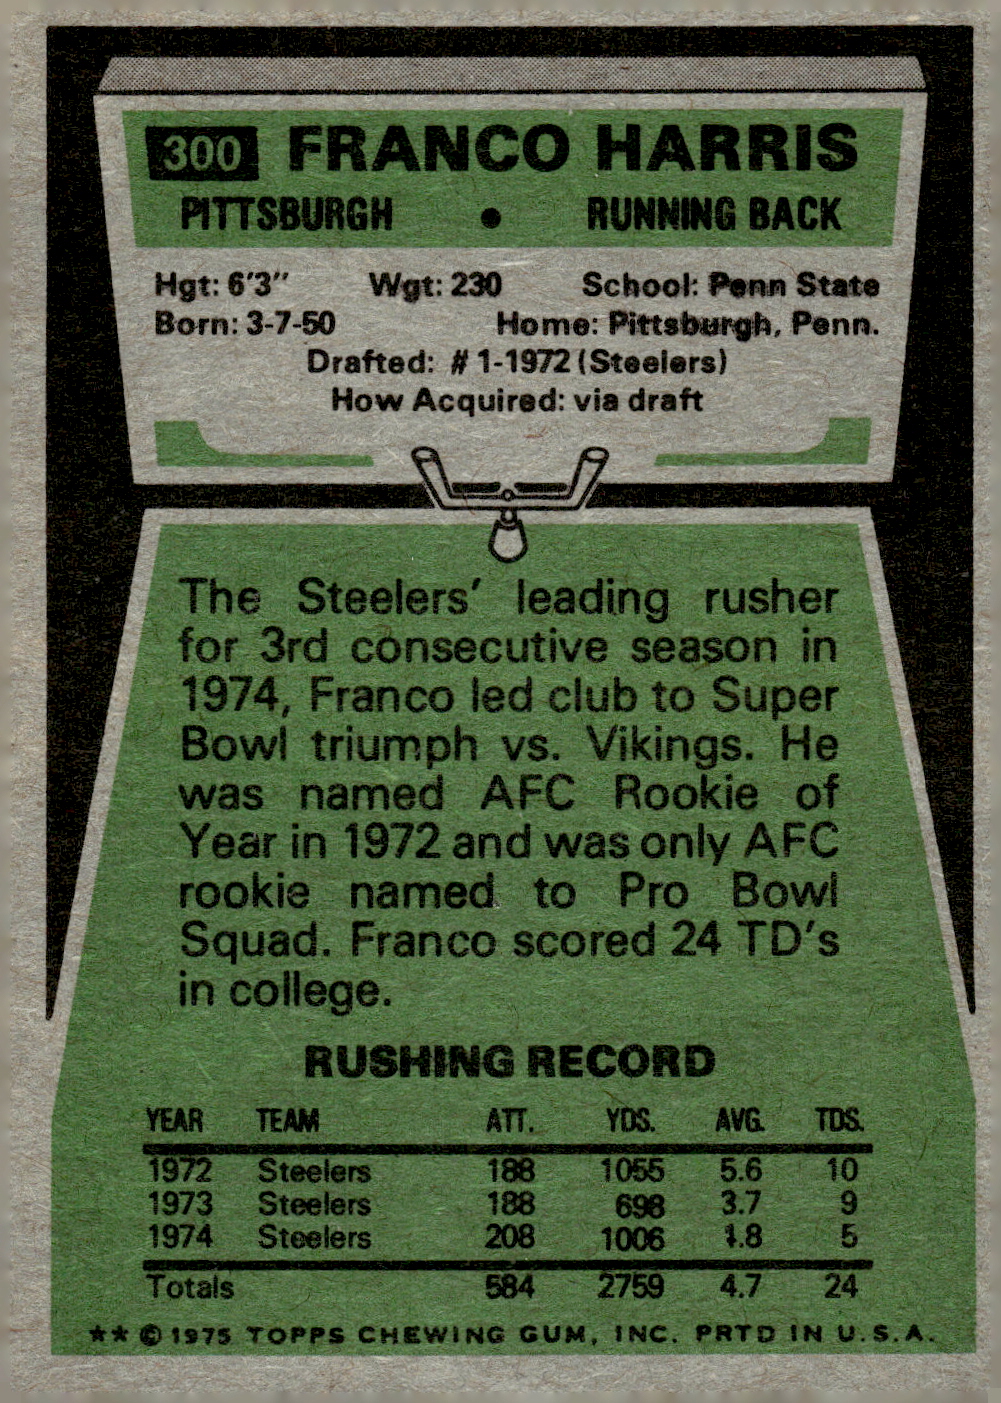 300 FRANCO HARRIS
PITTSBURGH • RUNNING BACK
Hgt: 6'3" Wgt: 230 School: Penn State
Born: 3-7-50 Home: Pittsburgh, Penn.
Drafted: #1-1972 (Steelers)
How Acquired: via draft
The Steelers' leading rusher
for 3rd consecutive season in
1974, Franco led club to Super
Bowl triumph vs. Vikings. He
was named AFC Rookie of
Year in 1972 and was only AFC
rookie named to Pro Bowl
Squad. Franco scored 24 TD's
in college.
RUSHING RECORD
YEAR TEAM ATT. YDS. AVG. TDS.
1972 Steelers 188 1055 5.6 10
1973 Steelers 188 698 3.7 9
1974 Steelers 208 1006 4.8 5
Totals 584 2759 4.7 24
** © 1975 TOPPS CHEWING GUM, INC. PRTD IN U.S.A.